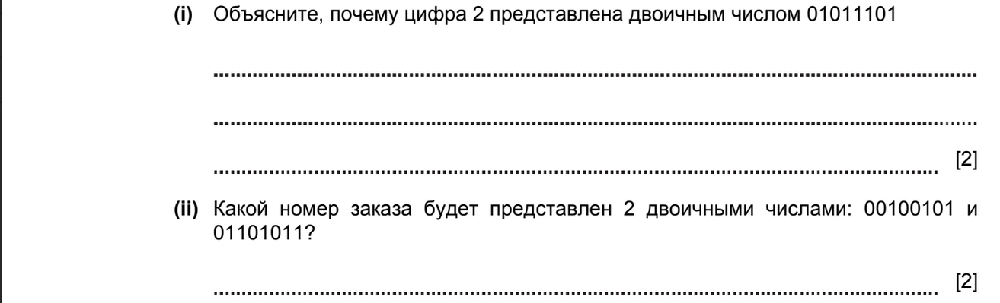 (i) Объясните, почему цифра 2 представлена двоичным числом 01011101
[2]
(ii) Какой номер заказа будет представлен 2 двоичными числами: 00100101 и
01101011?
[2]